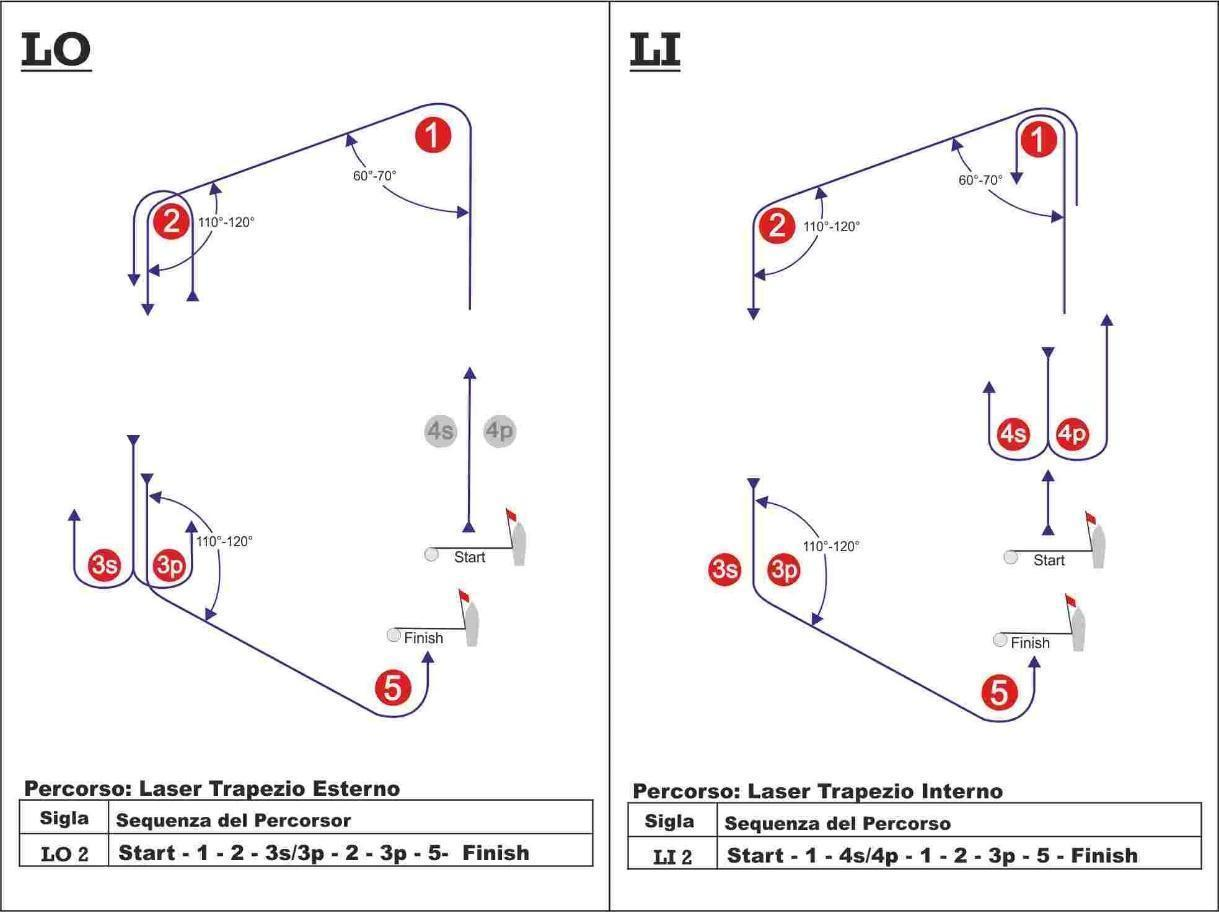 LO
1
60°-70°
2
110°-120°
4s 4p
3s 3p
110°-120°
Start
Finish
5
Percorso: Laser Trapezio Esterno
Sigla Sequenza del Percorsor
LO 2 Start - 1 - 2 - 3s/3p - 2 - 3p - 5- Finish
LI
1
60°-70°
2
110°-120°
4s 4p
110°-120°
3s 3p
Start
Finish
5
Percorso: Laser Trapezio Interno
Sigla Sequenza del Percorso
LI 2 Start - 1 - 4s/4p - 1 - 2 - 3p - 5 - Finish